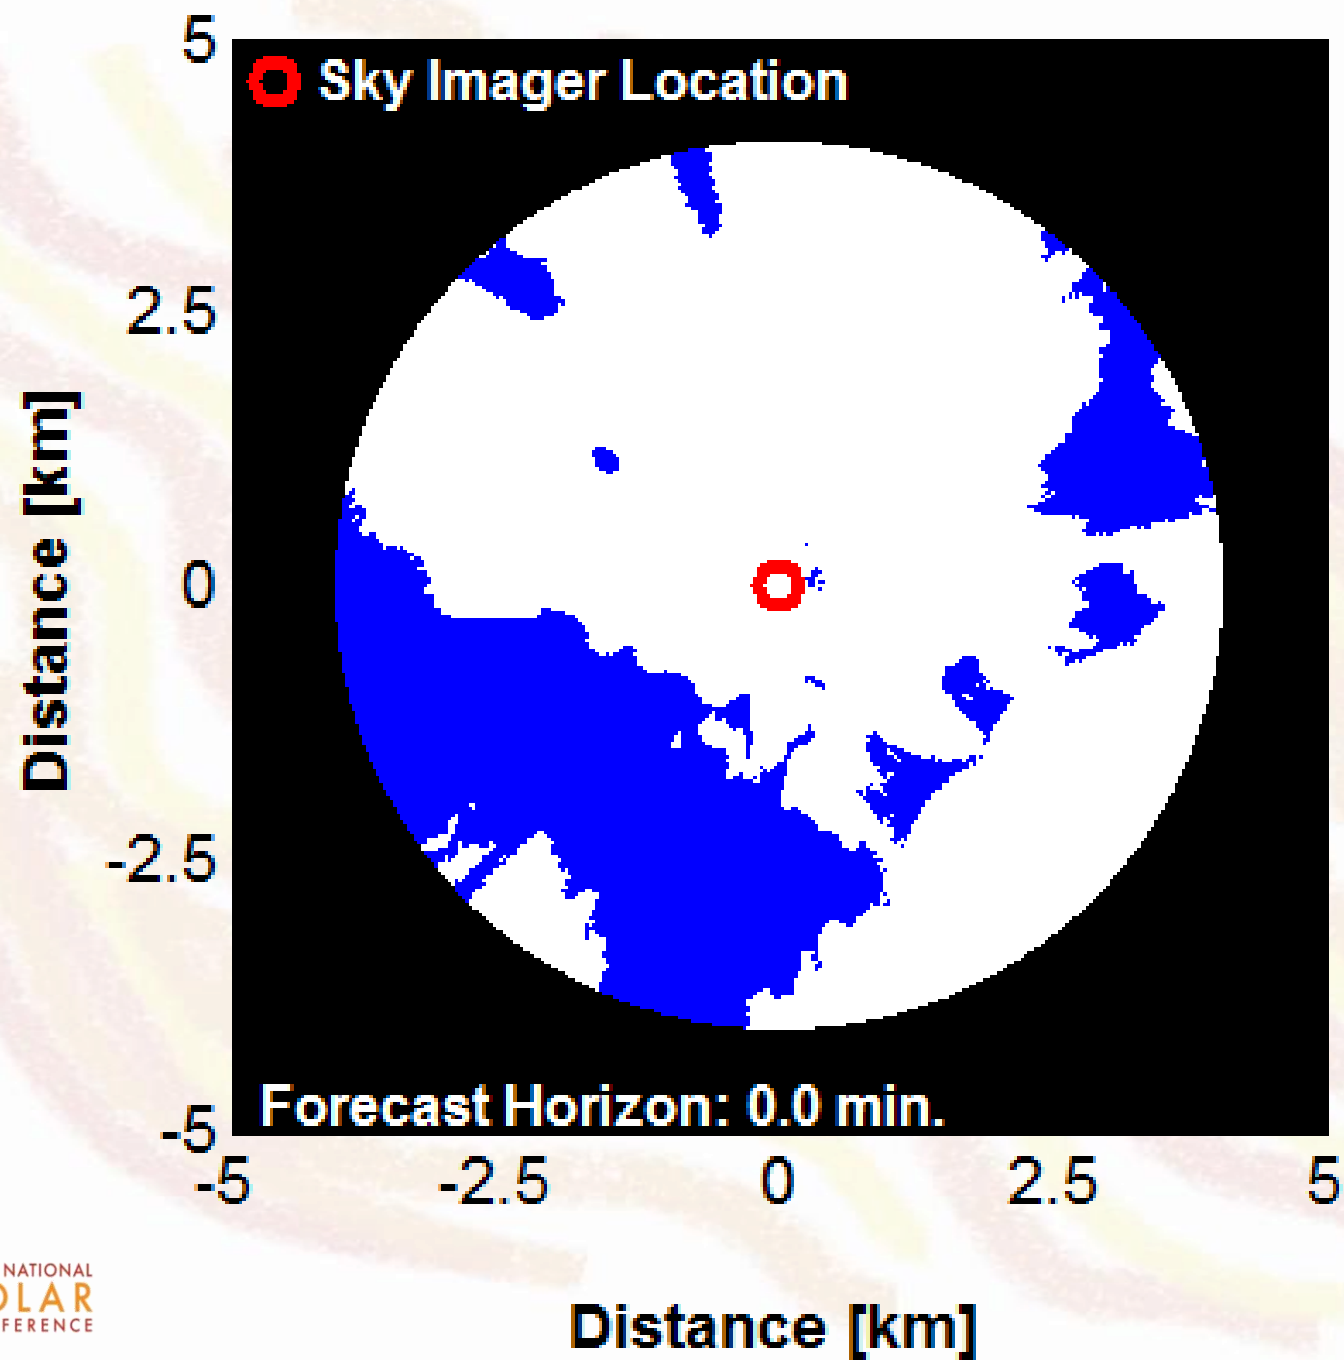 5
Sky Imager Location
2.5
Distance [km]
0
-2.5
Forecast Horizon: 0.0 min.
-5
-5 -2.5 0 2.5 5
NATIONAL
OLAR
FERENCE
Distance [km]